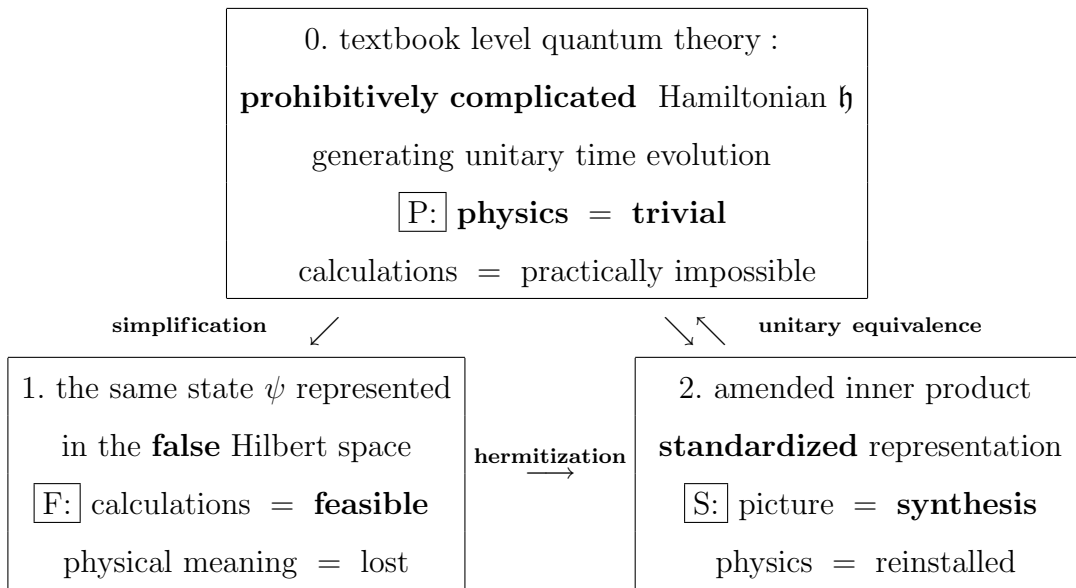 0. textbook level quantum theory :
prohibitively complicated Hamiltonian 𝔥
generating unitary time evolution
P: physics = trivial
calculations = practically impossible
simplification
unitary equivalence
1. the same state ψ represented
in the false Hilbert space
F: calculations = feasible
physical meaning = lost
hermitization
2. amended inner product
standardized representation
S: picture = synthesis
physics = reinstalled